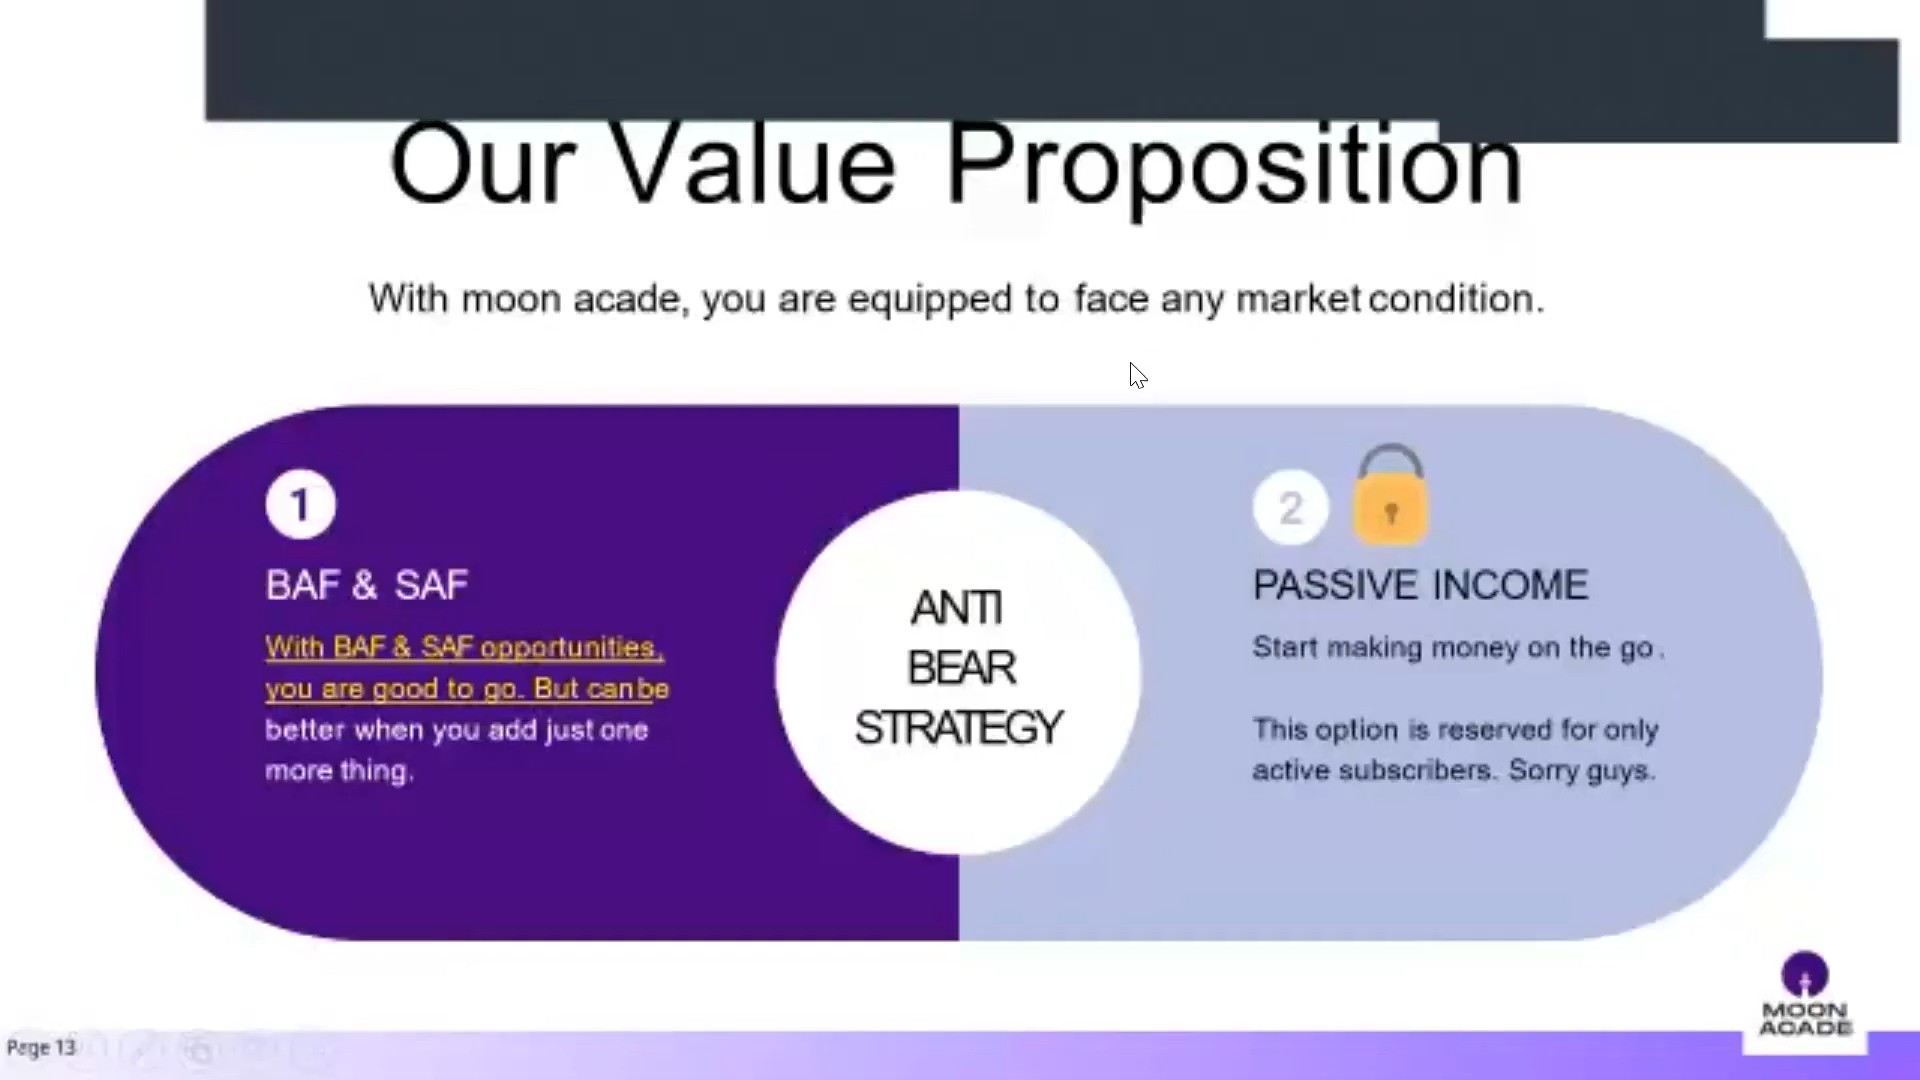 Our Value Proposition
With moon acade, you are equipped to face any market condition.
1
BAF & SAF
With BAF & SAF opportunities,
you are good to go. But can be
better when you add just one
more thing.
ANTI
BEAR
STRATEGY
2
PASSIVE INCOME
Start making money on the go.
This option is reserved for only
active subscribers. Sorry guys.
MOON
ACADE
Page 13